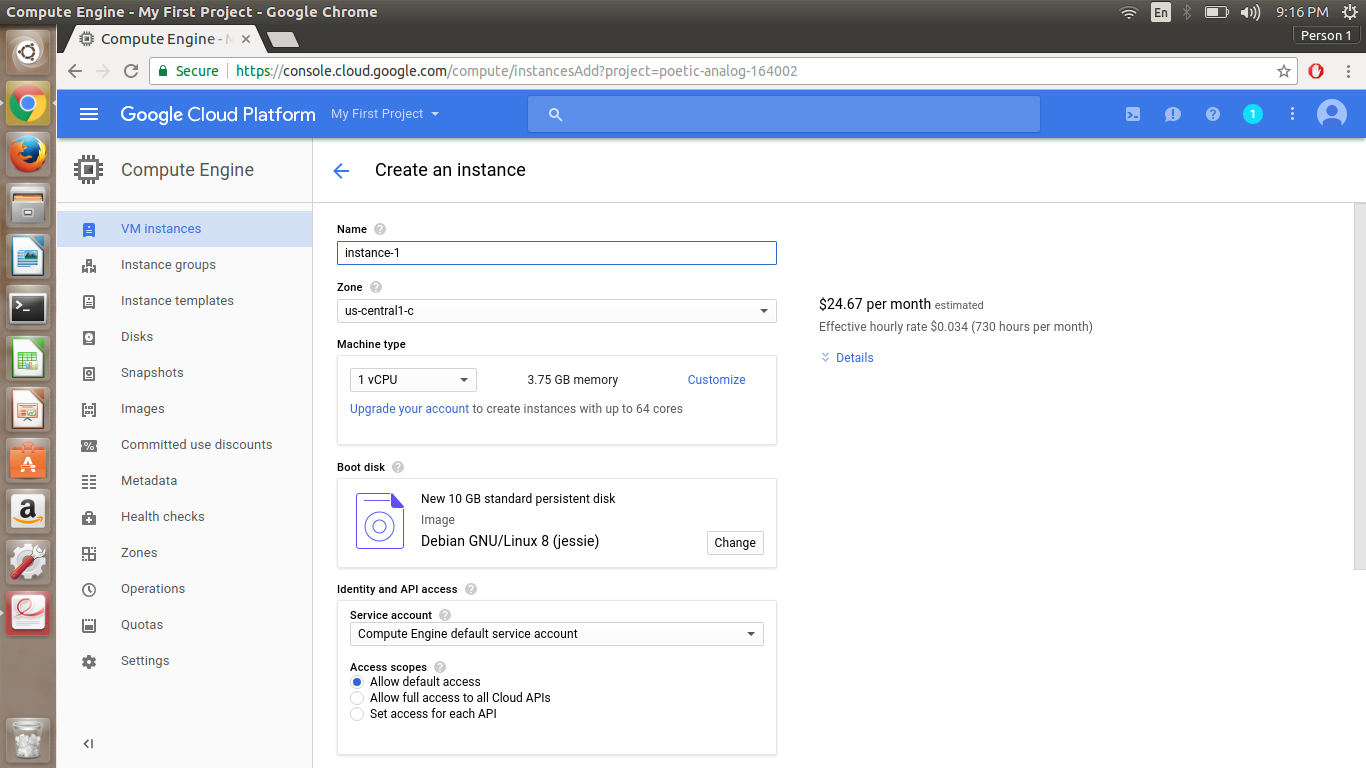 Compute Engine - My First Project - Google Chrome
En
9:16 PM
Compute Engine - M
Person 1
Secure
https://console.cloud.google.com/compute/instancesAdd?project=poetic-analog-164002
Google Cloud Platform
My First Project
1
Compute Engine
Create an instance
VM instances
Instance groups
Instance templates
Disks
Snapshots
Images
Committed use discounts
Metadata
Health checks
Zones
Operations
Quotas
Settings
Name
instance-1
Zone
us-central1-c
Machine type
1 vCPU
3.75 GB memory
Customize
Upgrade your account to create instances with up to 64 cores
Boot disk
New 10 GB standard persistent disk
Image
Debian GNU/Linux 8 (jessie)
Change
Identity and API access
Service account
Compute Engine default service account
Access scopes
Allow default access
Allow full access to all Cloud APIs
Set access for each API
$24.67 per month estimated
Effective hourly rate $0.034 (730 hours per month)
Details